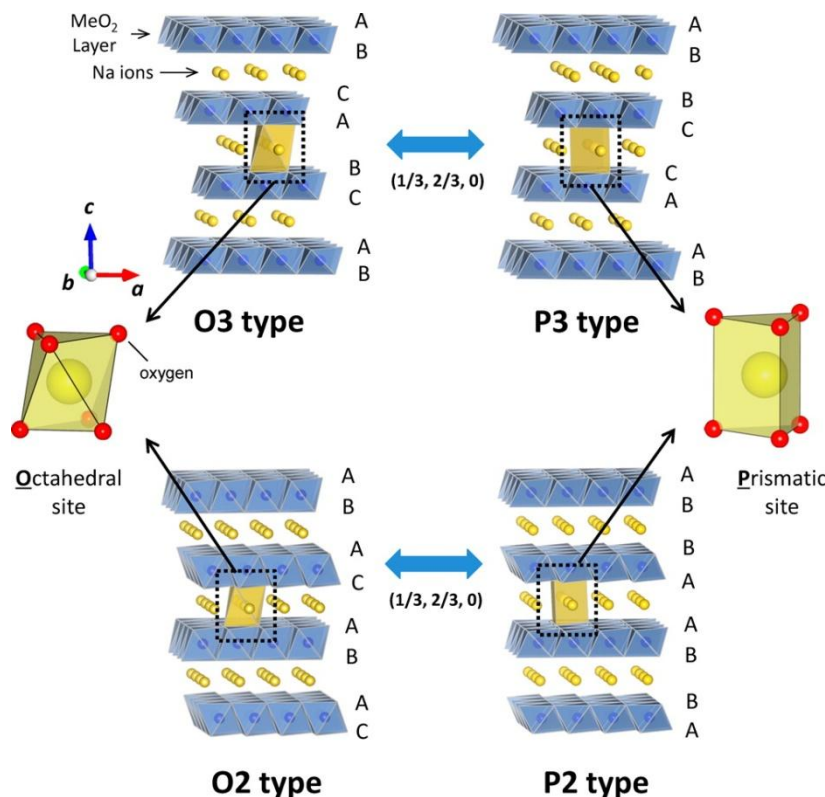 MeO2
Layer
Na ions
A
B
C
A
B
C
A
B
A
B
B
C
C
A
A
B
(1/3, 2/3, 0)
c
b
a
O3 type
P3 type
oxygen
Octahedral
site
Prismatic
site
A
B
A
C
A
B
A
C
A
B
B
A
A
B
B
A
(1/3, 2/3, 0)
O2 type
P2 type